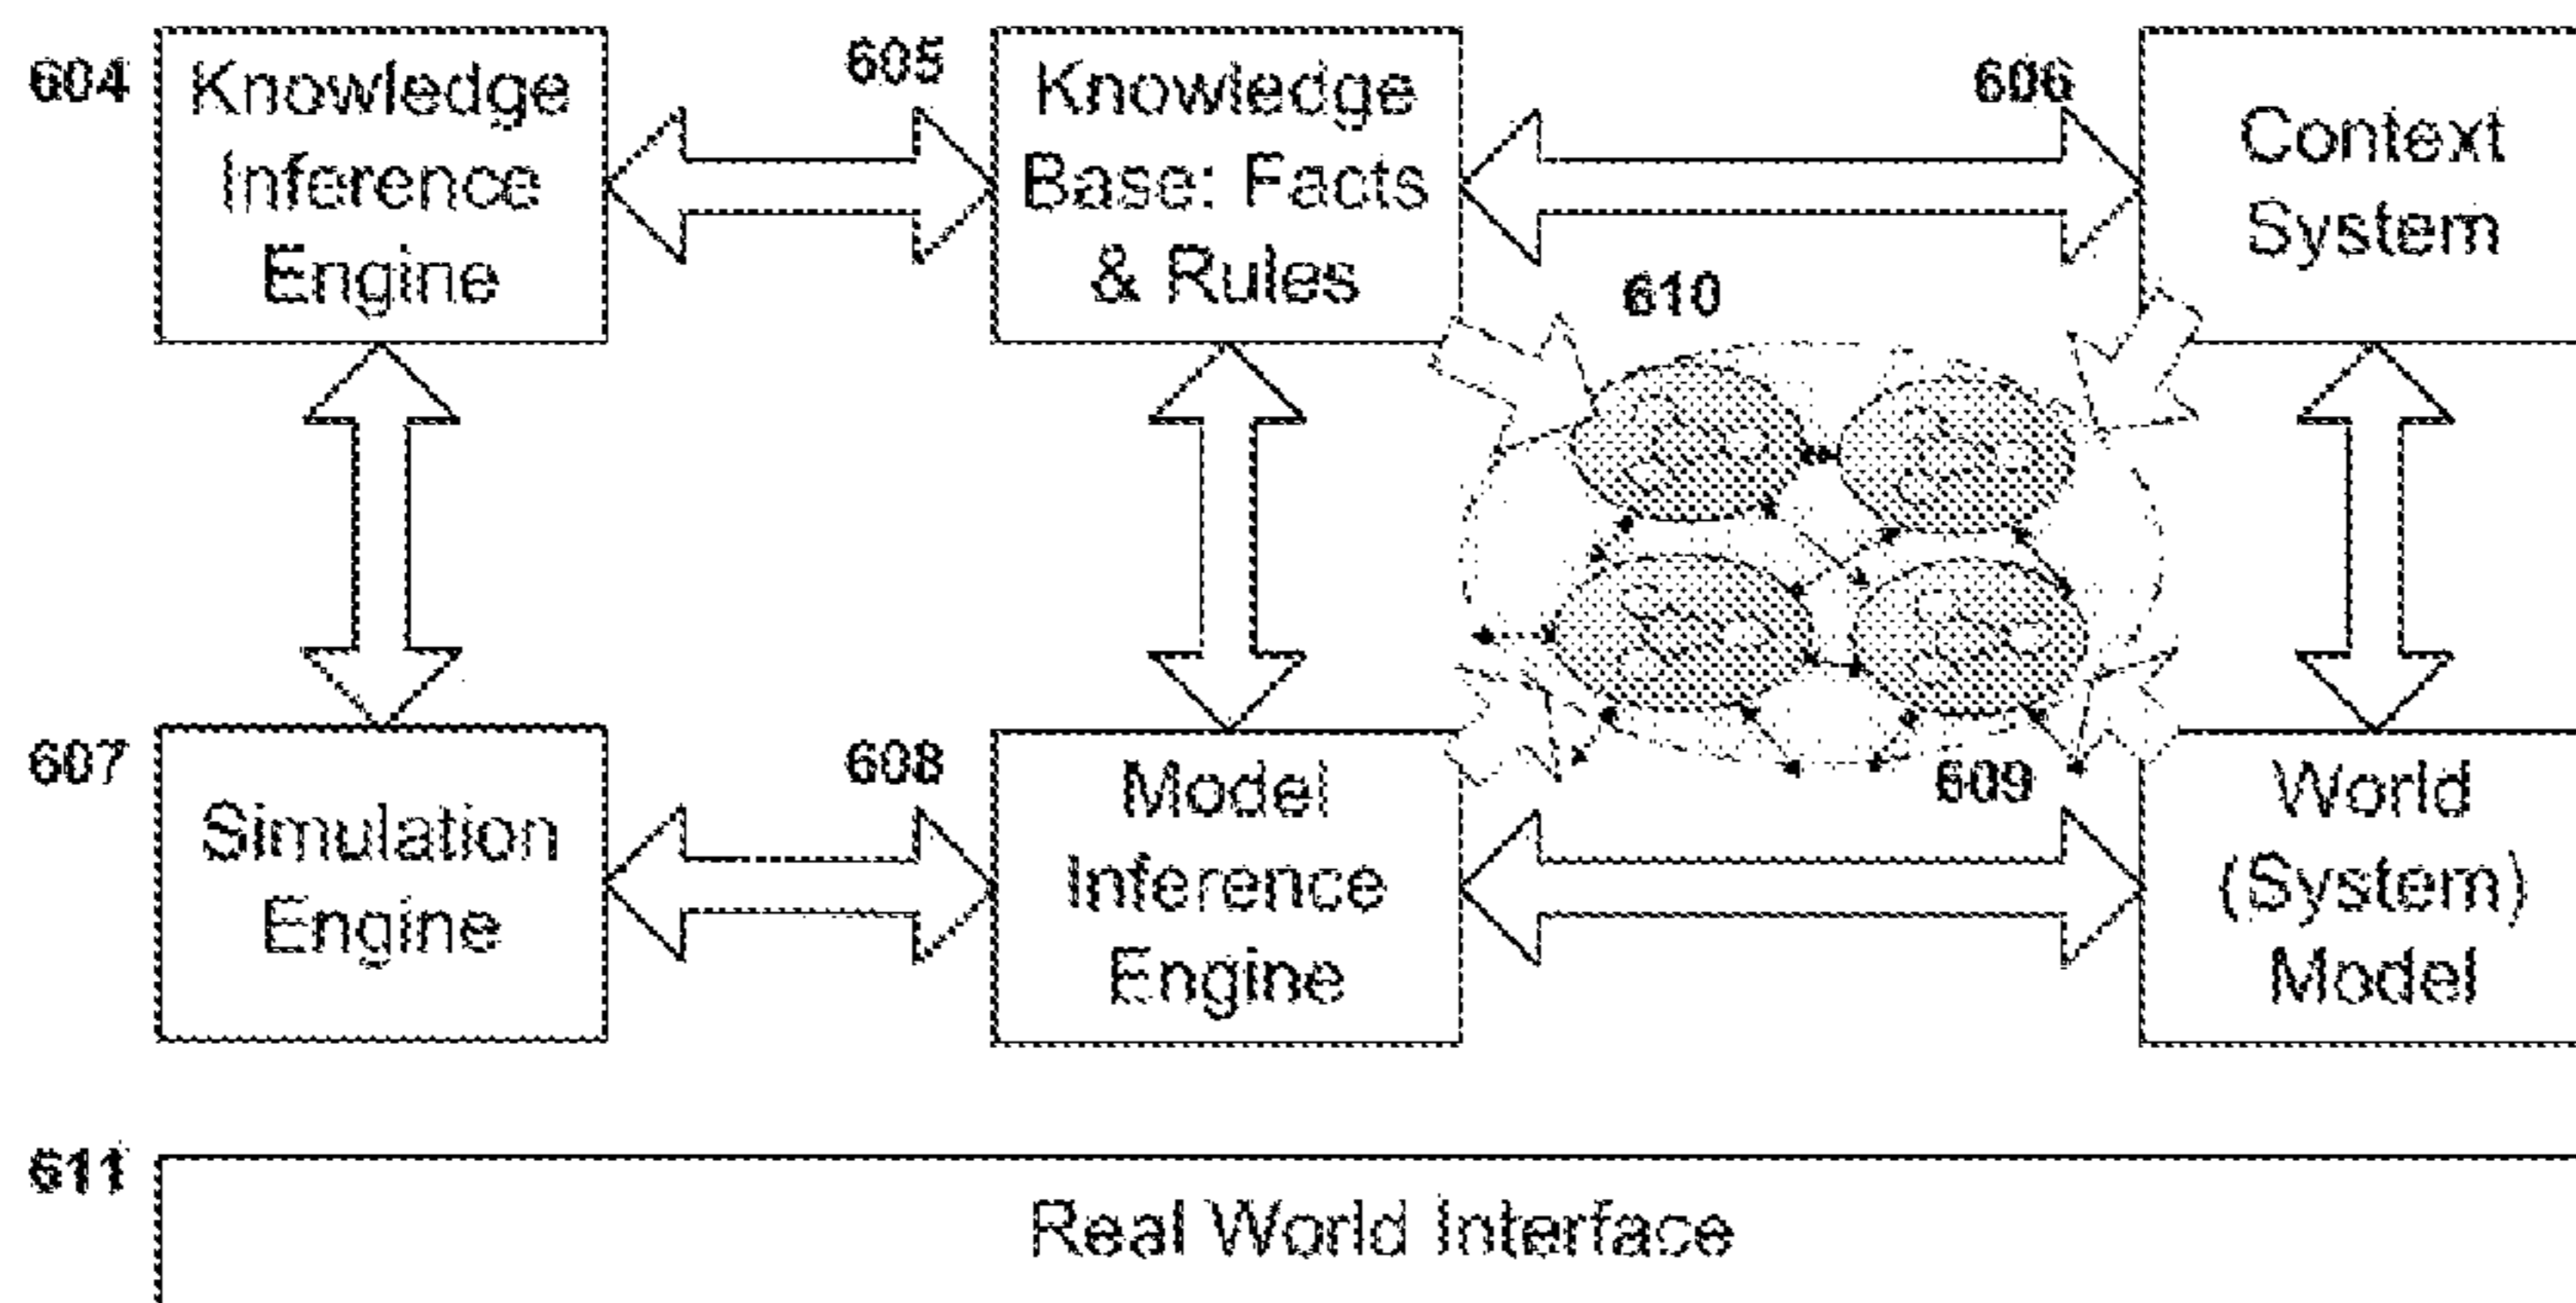 604
Knowledge
Inference
Engine
605
Knowledge
Base: Facts
& Rules
606
Context
System
610
607
Simulation
Engine
608
Model
Inference
Engine
609
World
(System)
Model
611
Real World Interface